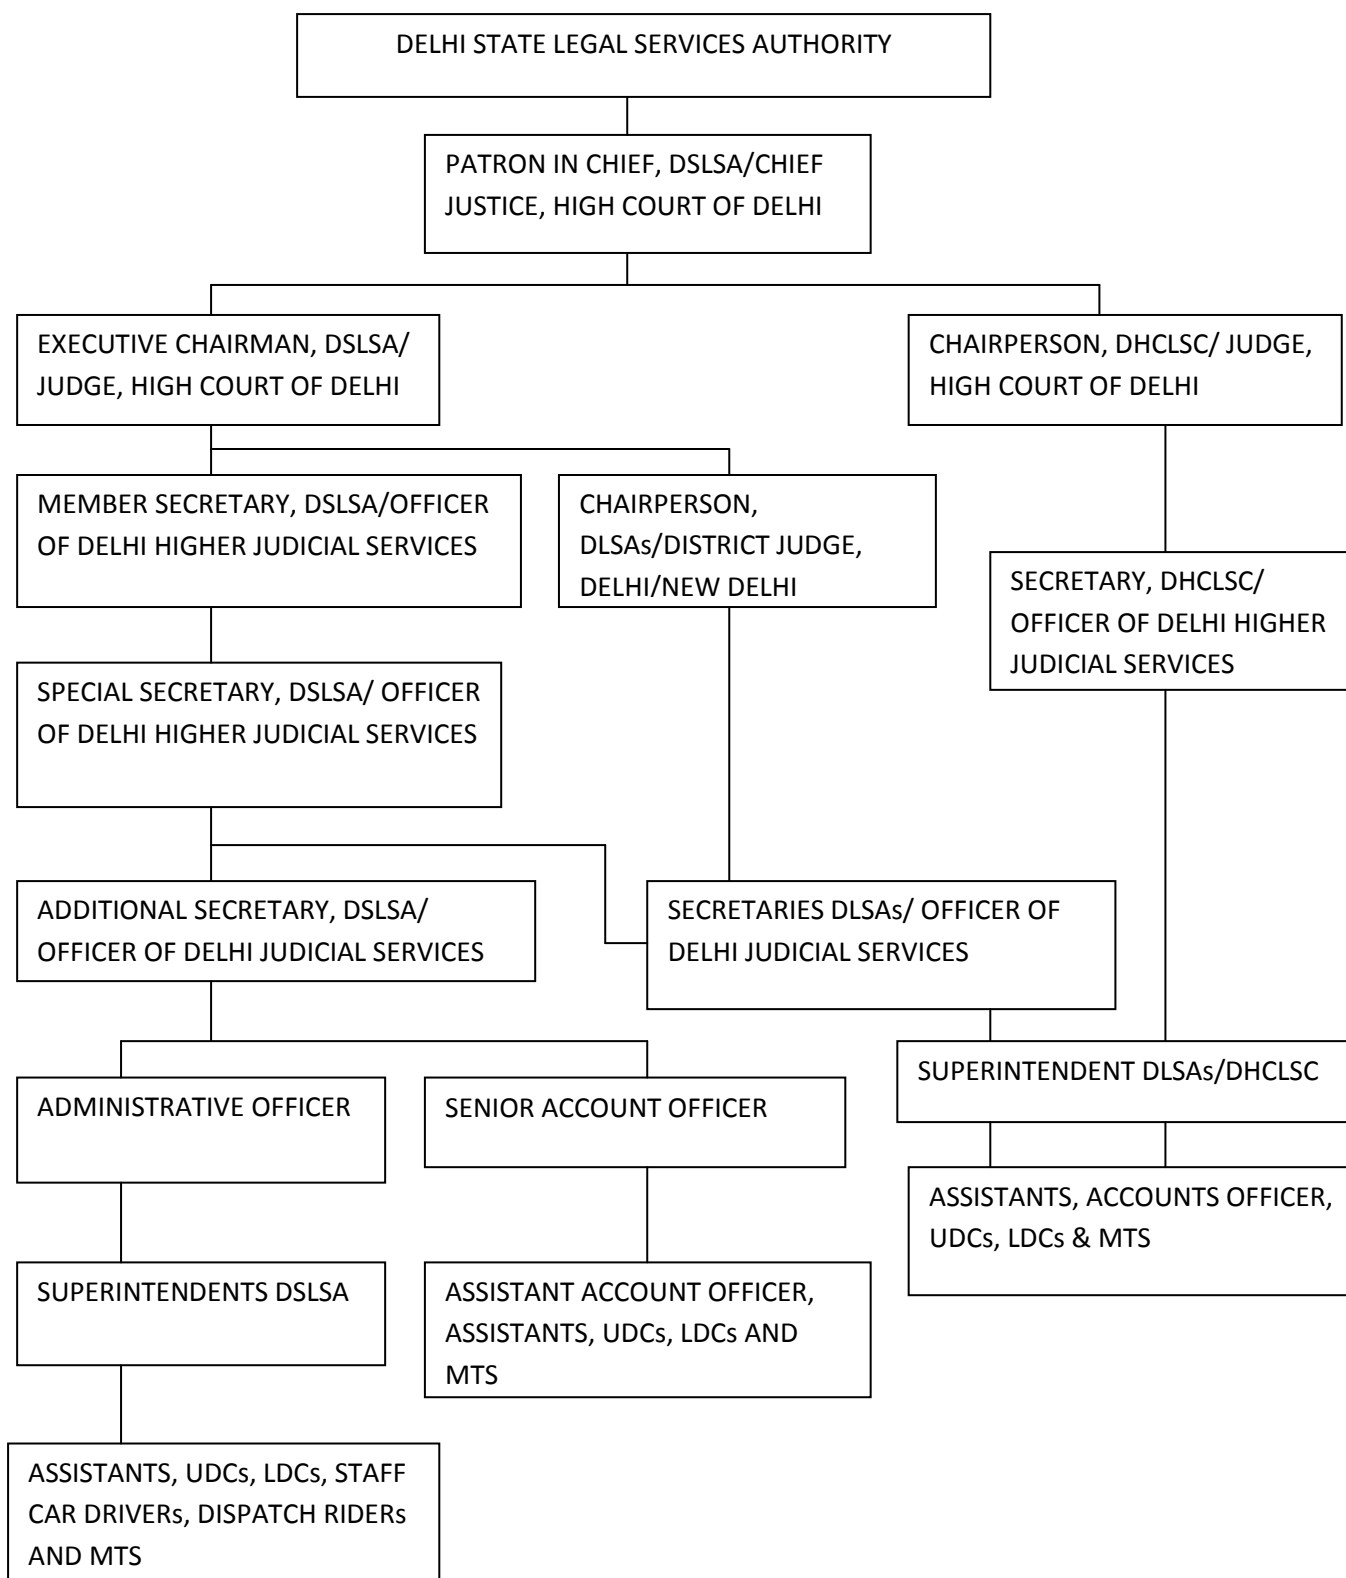 DELHI STATE LEGAL SERVICES AUTHORITY
PATRON IN CHIEF, DSLSA/CHIEF
JUSTICE, HIGH COURT OF DELHI
EXECUTIVE CHAIRMAN, DSLSA/
JUDGE, HIGH COURT OF DELHI
CHAIRPERSON, DHCLSC/ JUDGE,
HIGH COURT OF DELHI
MEMBER SECRETARY, DSLSA/OFFICER
OF DELHI HIGHER JUDICIAL SERVICES
CHAIRPERSON,
DLSAs/DISTRICT JUDGE,
DELHI/NEW DELHI
SECRETARY, DHCLSC/
OFFICER OF DELHI HIGHER
JUDICIAL SERVICES
SPECIAL SECRETARY, DSLSA/ OFFICER
OF DELHI HIGHER JUDICIAL SERVICES
ADDITIONAL SECRETARY, DSLSA/
OFFICER OF DELHI JUDICIAL SERVICES
SECRETARIES DLSAs/ OFFICER OF
DELHI JUDICIAL SERVICES
SUPERINTENDENT DLSAs/DHCLSC
ADMINISTRATIVE OFFICER
SENIOR ACCOUNT OFFICER
ASSISTANTS, ACCOUNTS OFFICER,
UDCs, LDCs & MTS
SUPERINTENDENTS DSLSA
ASSISTANT ACCOUNT OFFICER,
ASSISTANTS, UDCs, LDCs AND
MTS
ASSISTANTS, UDCs, LDCs, STAFF
CAR DRIVERs, DISPATCH RIDERs
AND MTS